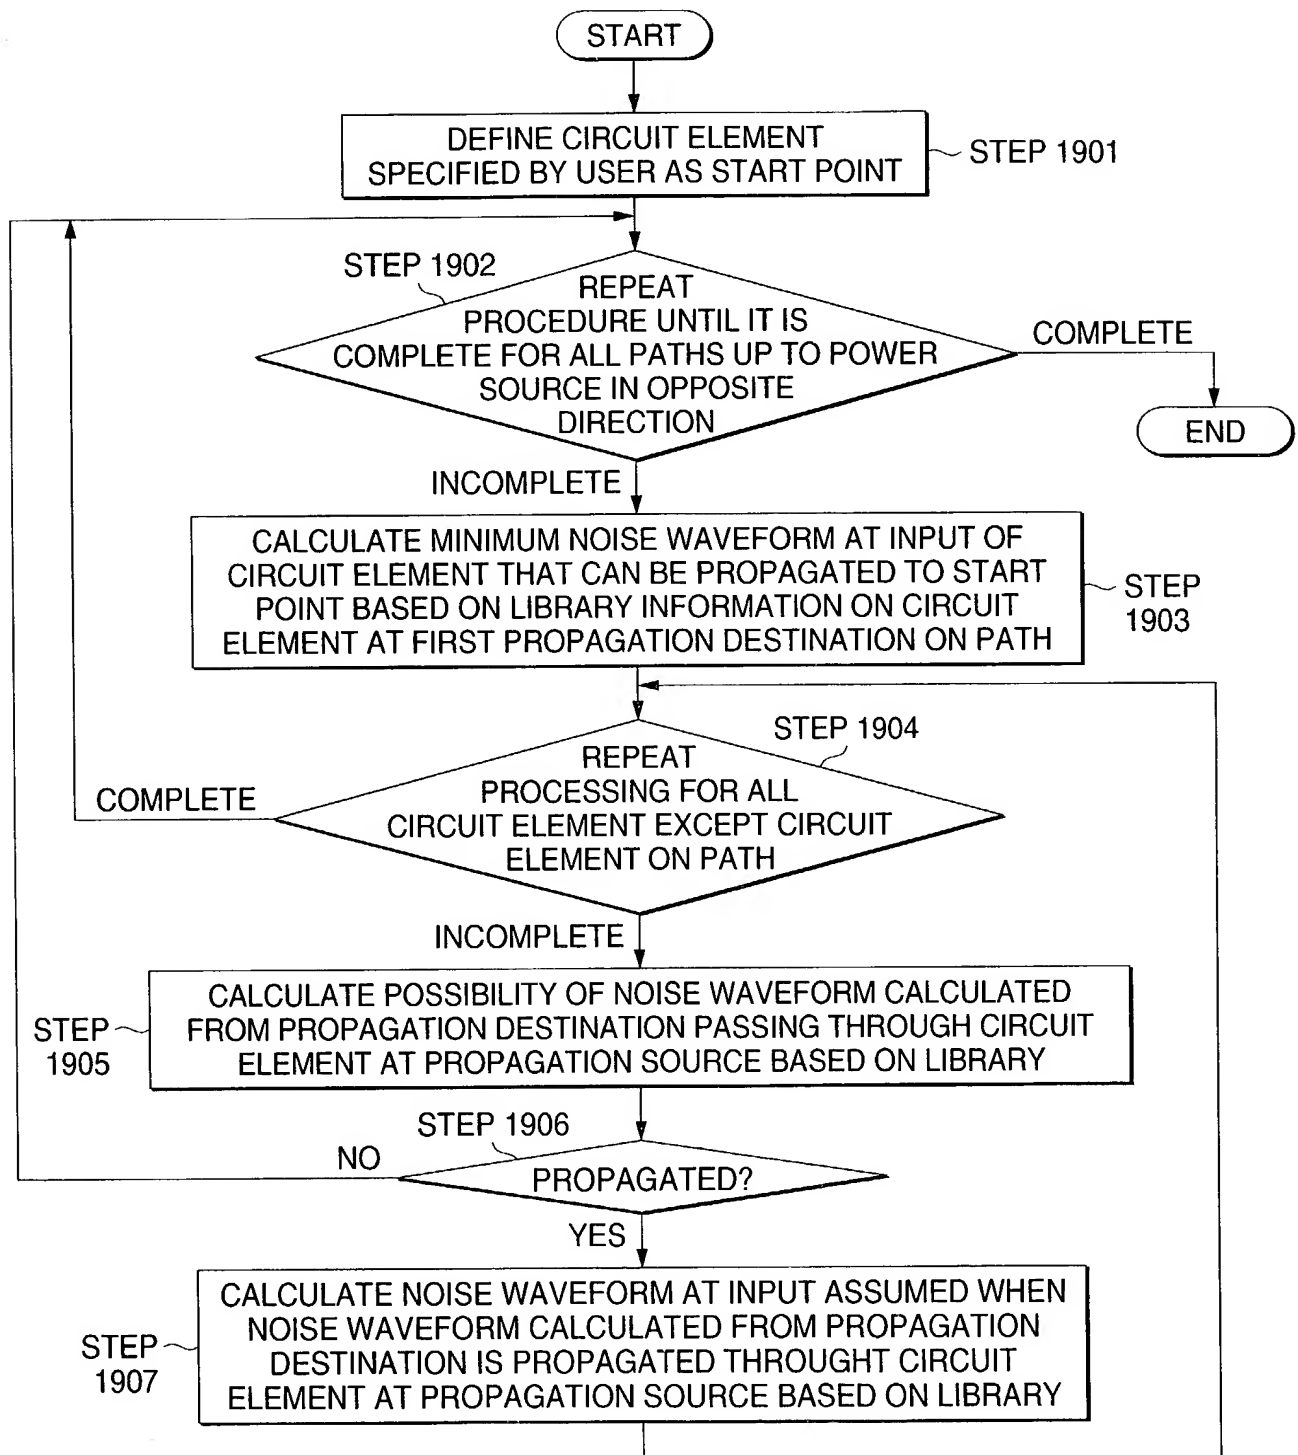 START
DEFINE CIRCUIT ELEMENT
SPECIFIED BY USER AS START POINT
STEP 1901
STEP 1902
REPEAT
PROCEDURE UNTIL IT IS
COMPLETE FOR ALL PATHS UP TO POWER
SOURCE IN OPPOSITE
DIRECTION
COMPLETE
END
INCOMPLETE
CALCULATE MINIMUM NOISE WAVEFORM AT INPUT OF
CIRCUIT ELEMENT THAT CAN BE PROPAGATED TO START
POINT BASED ON LIBRARY INFORMATION ON CIRCUIT
ELEMENT AT FIRST PROPAGATION DESTINATION ON PATH
STEP
1903
STEP 1904
REPEAT
PROCESSING FOR ALL
CIRCUIT ELEMENT EXCEPT CIRCUIT
ELEMENT ON PATH
COMPLETE
INCOMPLETE
CALCULATE POSSIBILITY OF NOISE WAVEFORM CALCULATED
FROM PROPAGATION DESTINATION PASSING THROUGH CIRCUIT
ELEMENT AT PROPAGATION SOURCE BASED ON LIBRARY
STEP
1905
STEP 1906
PROPAGATED?
NO
YES
CALCULATE NOISE WAVEFORM AT INPUT ASSUMED WHEN
NOISE WAVEFORM CALCULATED FROM PROPAGATION
DESTINATION IS PROPAGATED THROUGHT CIRCUIT
ELEMENT AT PROPAGATION SOURCE BASED ON LIBRARY
STEP
1907